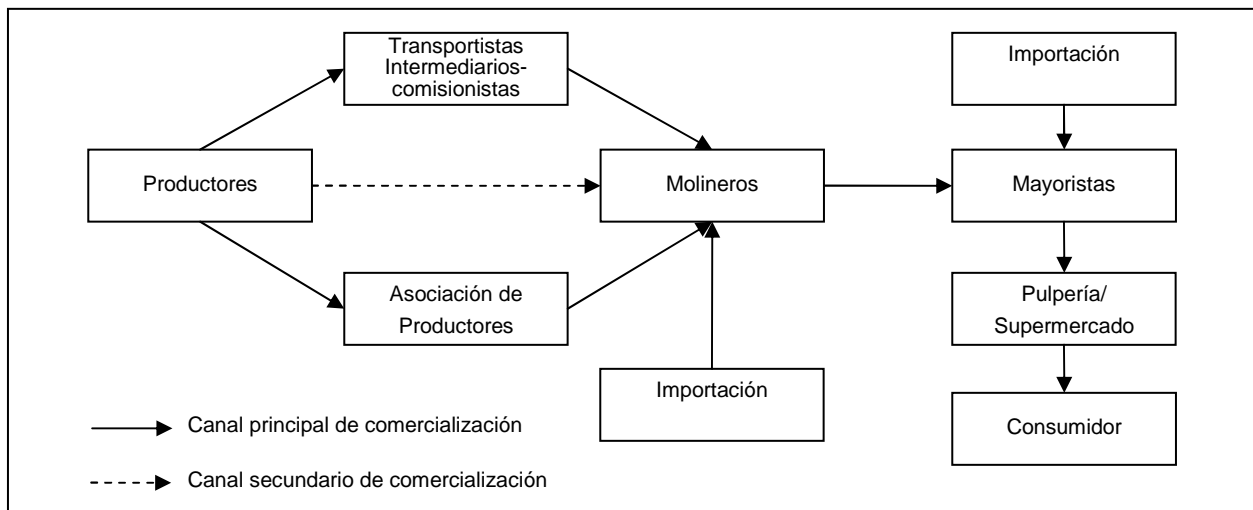 Transportistas
Intermediarios-
comisionistas
Importación
Productores
Molineros
Mayoristas
Asociación de
Productores
Pulpería/
Supermercado
Importación
Consumidor
Canal principal de comercialización
Canal secundario de comercialización